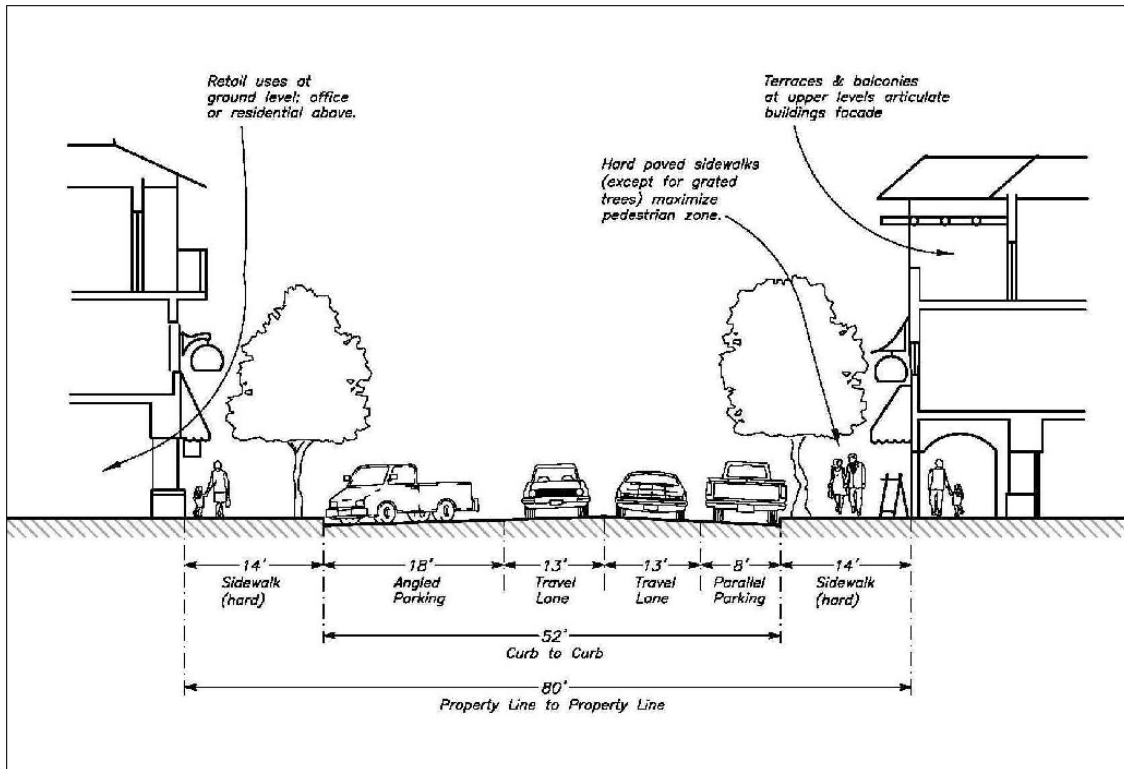 Retail uses at
ground level; office
or residential above.
Terraces & balconies
at upper levels articulate
buildings facade
Hard paved sidewalks
(except for grated
trees) maximize
pedestrian zone.
14' 18' 13' 13' 8' 14'
Sidewalk Angled Travel Travel Parallel Sidewalk
(hard) Parking Lane Lane Parking (hard)
52'
Curb to Curb
80'
Property Line to Property Line